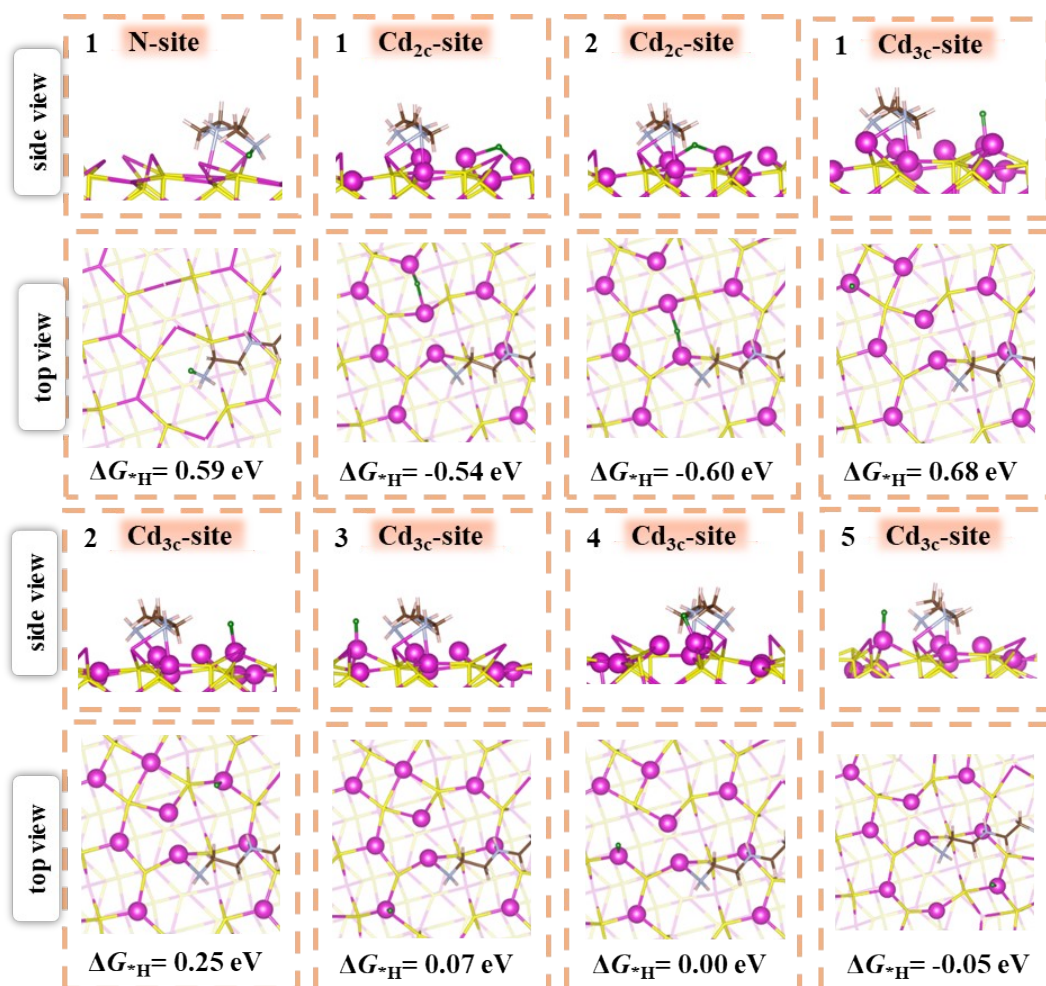 side view
1 N-site
1 Cd₂c-site
2 Cd₂c-site
1 Cd₃c-site
top view
ΔG*H= 0.59 eV
ΔG*H= -0.54 eV
ΔG*H= -0.60 eV
ΔG*H= 0.68 eV
side view
2 Cd₃c-site
3 Cd₃c-site
4 Cd₃c-site
5 Cd₃c-site
top view
ΔG*H= 0.25 eV
ΔG*H= 0.07 eV
ΔG*H= 0.00 eV
ΔG*H= -0.05 eV